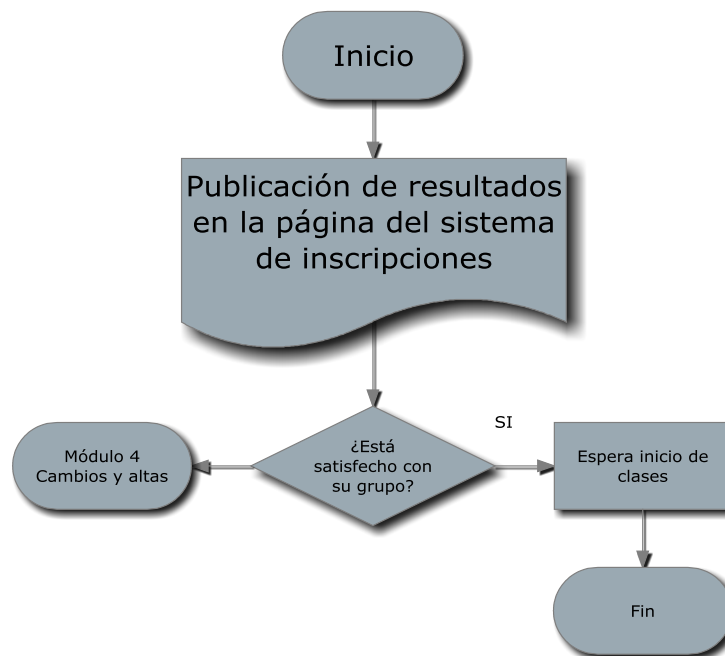 Inicio
Publicación de resultados
en la página del sistema
de inscripciones
SI
Módulo 4
Cambios y altas
¿Está
satisfecho con
su grupo?
Espera inicio de
clases
Fin